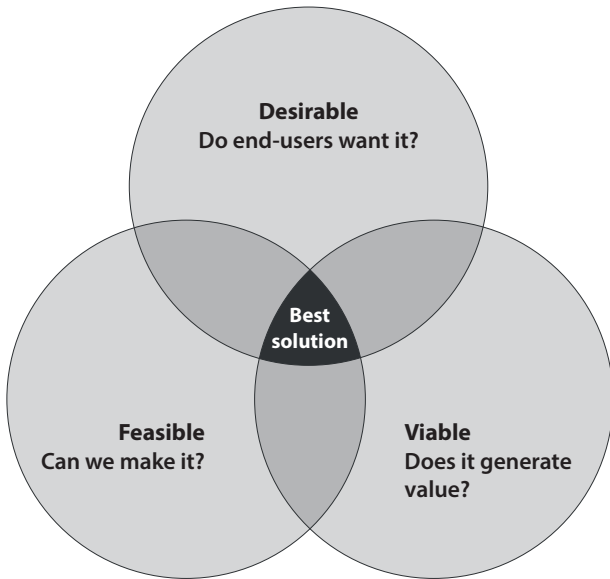 Desirable
Do end-users want it?
Best
solution
Feasible
Can we make it?
Viable
Does it generate
value?